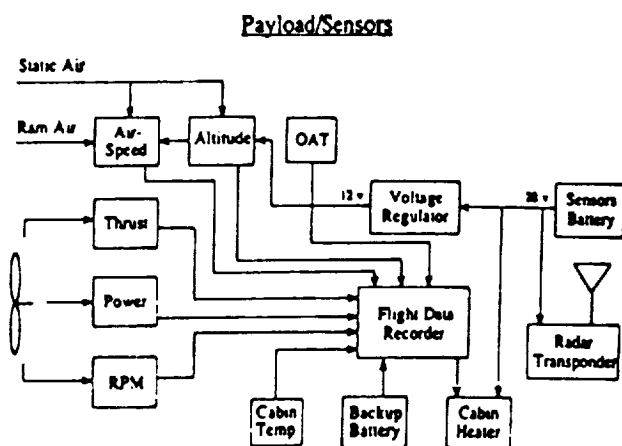 Payload/Sensors
Static Air
Ram Air
Air-
Speed
Altitude
OAT
12 v
Voltage
Regulator
28 v
Sensors
Battery
Thrust
Power
RPM
Flight Data
Recorder
Radar
Transponder
Cabin
Temp
Backup
Battery
Cabin
Heater